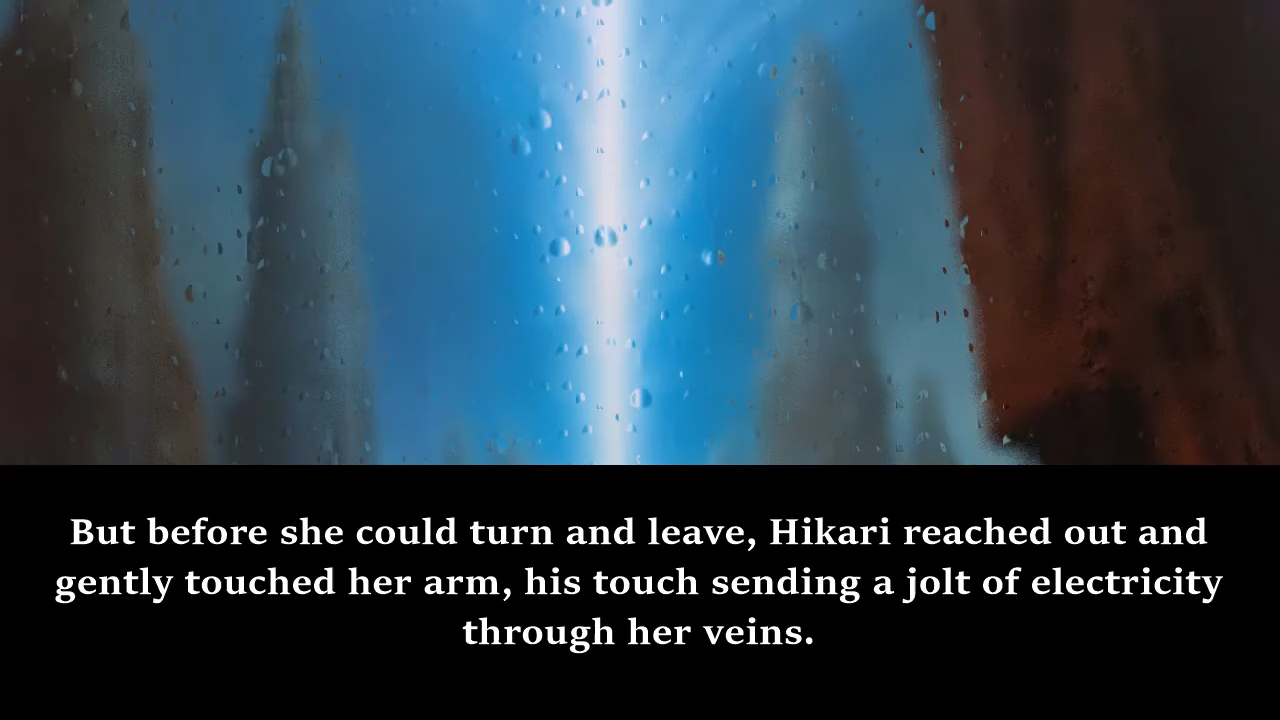 But before she could turn and leave, Hikari reached out and
gently touched her arm, his touch sending a jolt of electricity
through her veins.